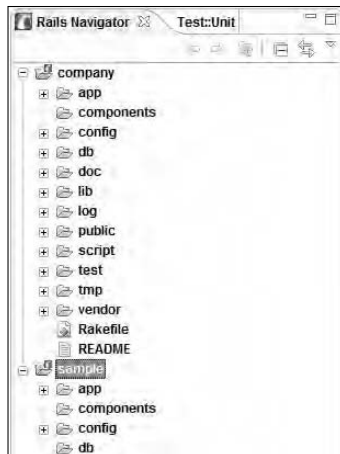 Rails Navigator Test::Unit
company
app
components
config
db
doc
lib
log
public
script
test
tmp
vendor
Rakefile
README
sample
app
components
config
db